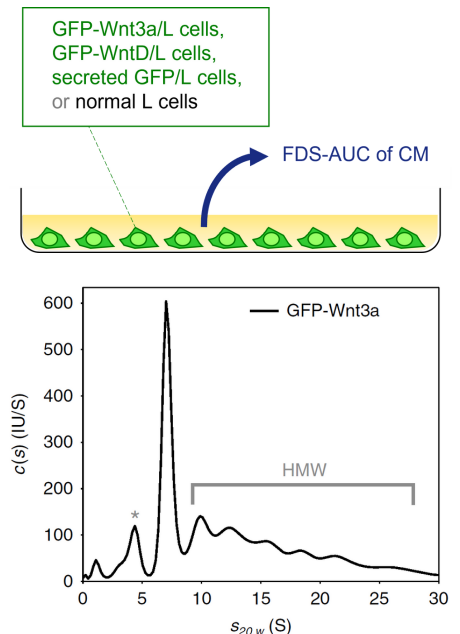 GFP-Wnt3a/L cells,
GFP-WntD/L cells,
secreted GFP/L cells,
or normal L cells
FDS-AUC of CM
GFP-Wnt3a
HMW
*
c(s) (IU/S)
600
500
400
300
200
100
0
0 5 10 15 20 25 30
s20,w (S)